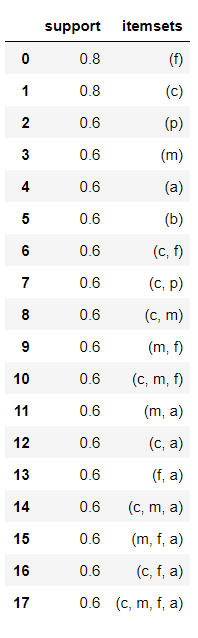 support itemsets
0 0.8 (f)
1 0.8 (c)
2 0.6 (p)
3 0.6 (m)
4 0.6 (a)
5 0.6 (b)
6 0.6 (c, f)
7 0.6 (c, p)
8 0.6 (c, m)
9 0.6 (m, f)
10 0.6 (c, m, f)
11 0.6 (m, a)
12 0.6 (c, a)
13 0.6 (f, a)
14 0.6 (c, m, a)
15 0.6 (m, f, a)
16 0.6 (c, f, a)
17 0.6 (c, m, f, a)